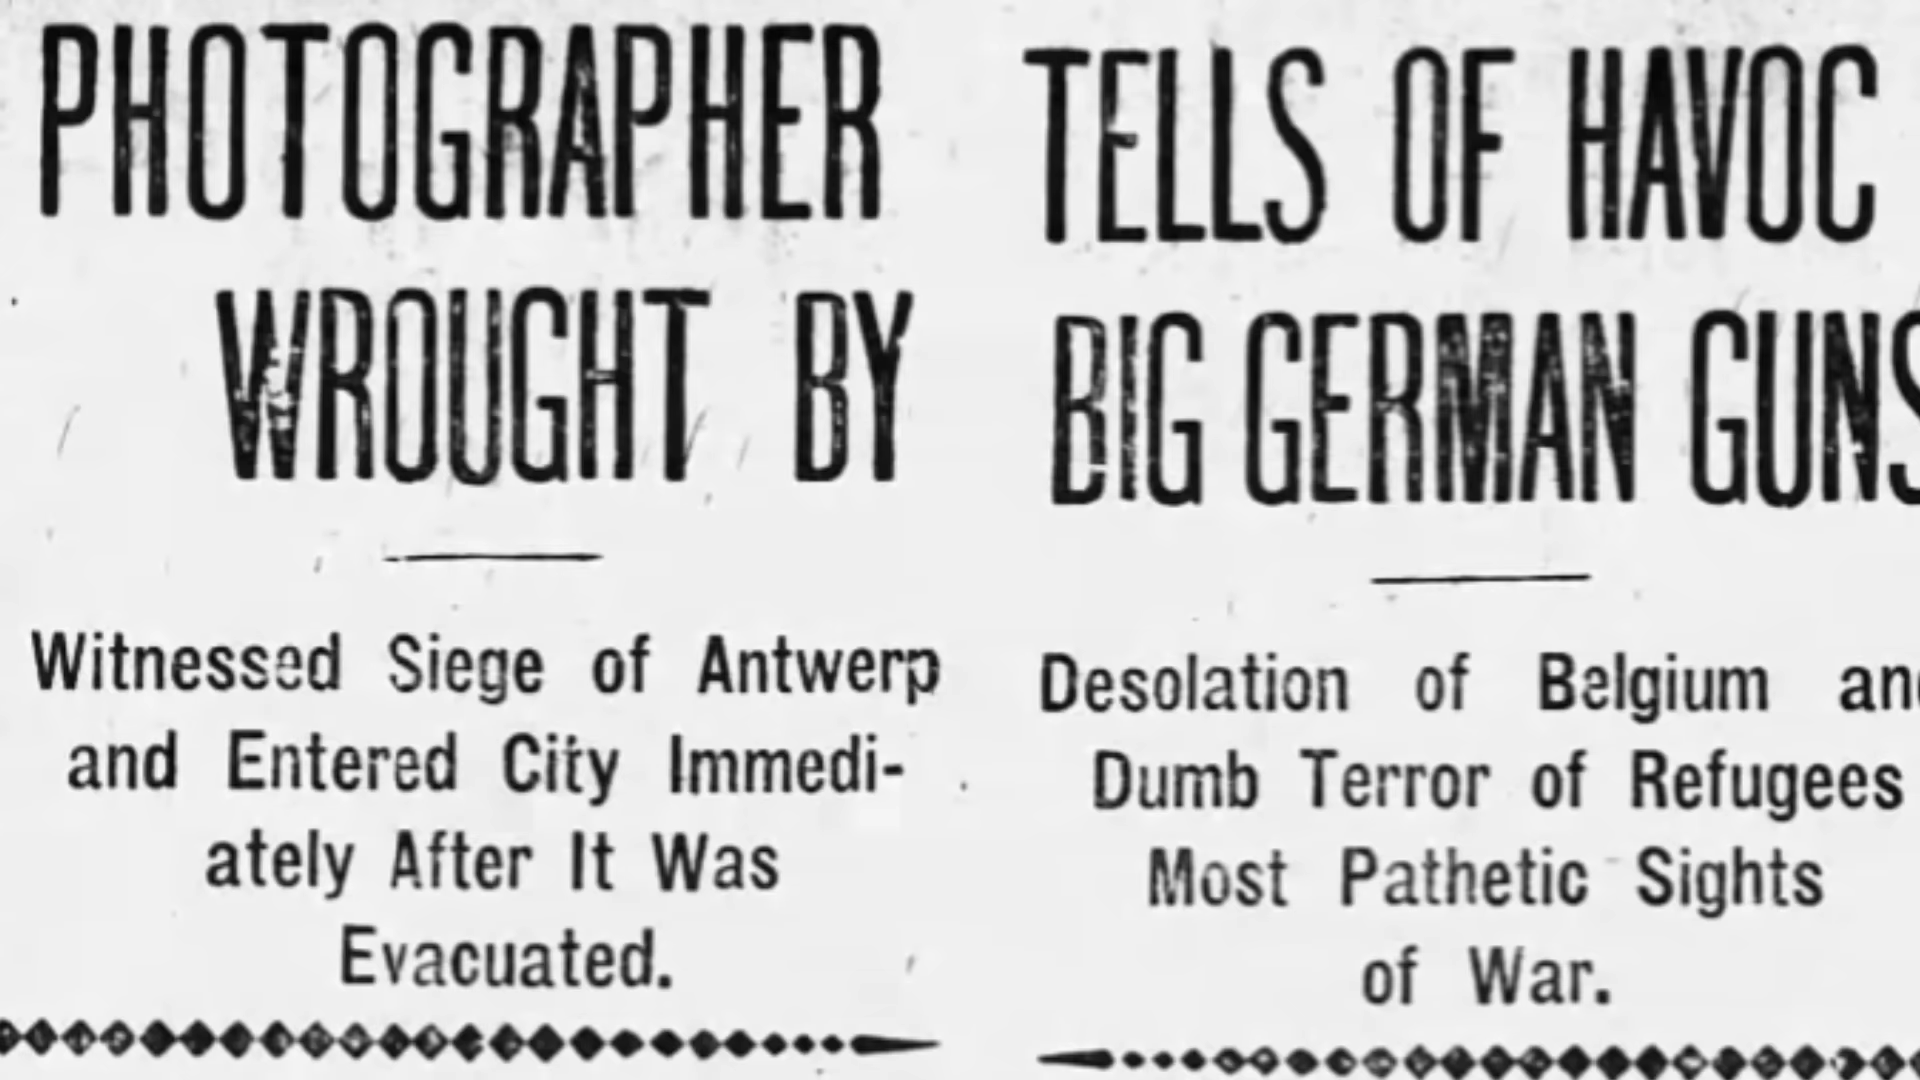 PHOTOGRAPHER TELLS OF HAVOC
WROUGHT BY BIG GERMAN GUNS
Witnessed Siege of Antwerp
and Entered City Immedi-
ately After It Was
Evacuated.
Desolation of Belgium and
Dumb Terror of Refugees
Most Pathetic Sights
of War.